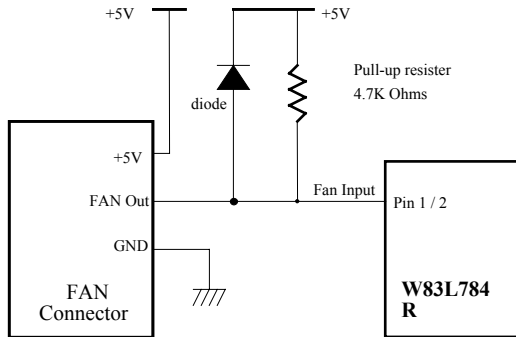 +5V
+5V
Pull-up resister
4.7K Ohms
diode
+5V
FAN Out
Fan Input
Pin 1 / 2
GND
FAN
Connector
W83L784
R